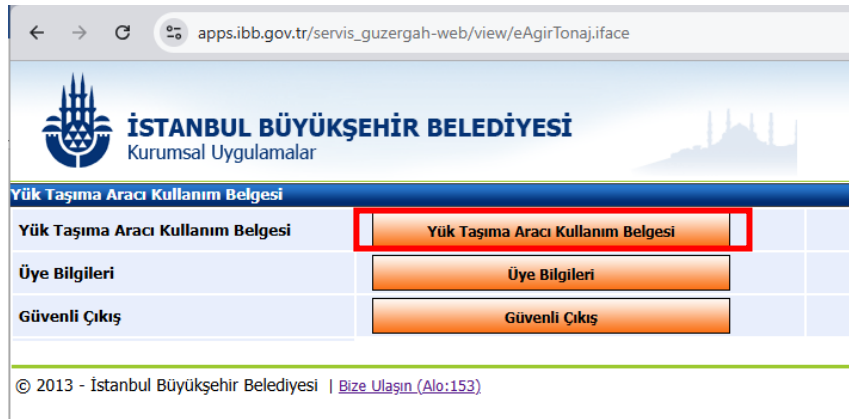 apps.ibb.gov.tr/servis_guzergah-web/view/eAgirTonaj.iface
İSTANBUL BÜYÜKŞEHİR BELEDİYESİ
Kurumsal Uygulamalar
Yük Taşıma Aracı Kullanım Belgesi
Yük Taşıma Aracı Kullanım Belgesi Yük Taşıma Aracı Kullanım Belgesi
Üye Bilgileri Üye Bilgileri
Güvenli Çıkış Güvenli Çıkış
© 2013 - İstanbul Büyükşehir Belediyesi | Bize Ulaşın (Alo:153)